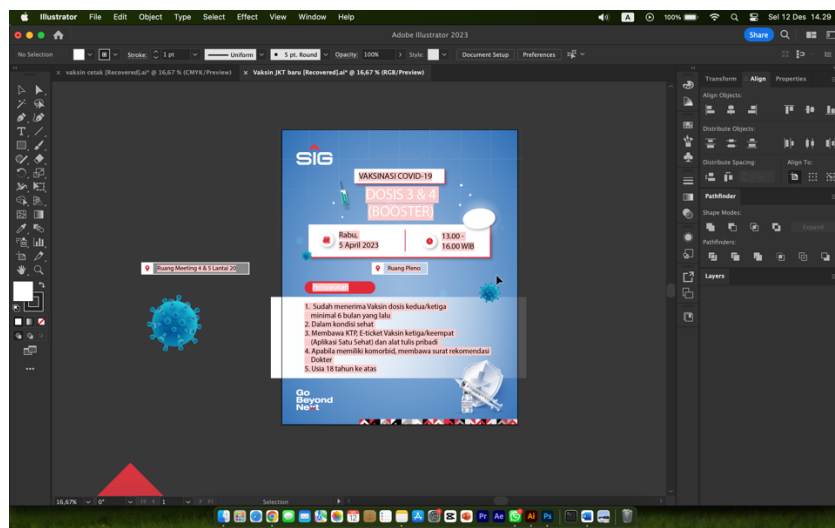 Illustrator File Edit Object Type Select Effect View Window Help
A 100% Sel 12 Des 14.29
Adobe Illustrator 2023
Share
No Selection Stroke: 1 pt Uniform 5 pt. Round Opacity: 100% Style: Document Setup Preferences
× vaksin cetak [Recovered].ai* @ 16,67 % (CMYK/Preview) × Vaksin JKT baru [Recovered].ai* @ 16,67 % (RGB/Preview)
Transform Align Properties
Align Objects:
Distribute Objects:
Distribute Spacing: Align To:
Pathfinder
Shape Modes:
Expand
Pathfinders:
Layers
SIG
VAKSINASI COVID-19
DOSIS 3 & 4
(BOOSTER)
Rabu,
5 April 2023
13.00 -
16.00 WIB
Ruang Meeting 4 & 5 Lantai 20
Ruang Pleno
Persyaratan
1. Sudah menerima Vaksin dosis kedua/ketiga
minimal 6 bulan yang lalu
2. Dalam kondisi sehat
3. Membawa KTP, E-ticket Vaksin ketiga/keempat
(Aplikasi Satu Sehat) dan alat tulis pribadi
4. Apabila memiliki komorbid, membawa surat rekomendasi
Dokter
5. Usia 18 tahun ke atas
Go
Beyond
Next
16,67% 0° 1 Selection
Pr Ae Ai Ps